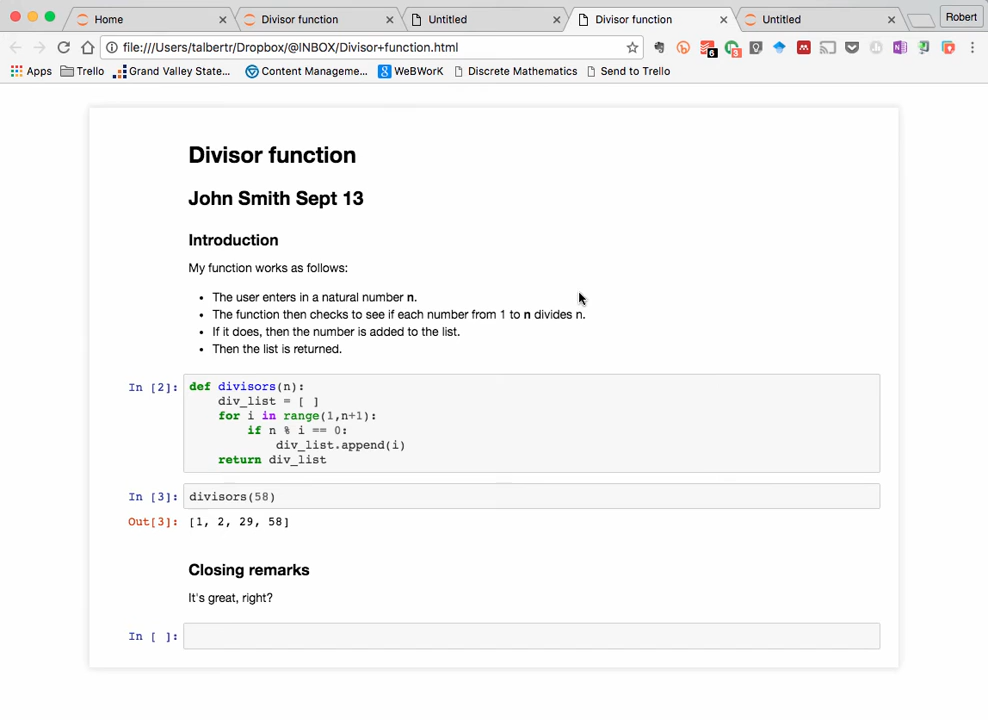 Home
Divisor function
Untitled
Divisor function
Untitled
Robert
file:///Users/talbertr/Dropbox/@INBOX/Divisor+function.html
6
Apps
Trello
Grand Valley State...
Content Manageme...
WeBWorK
Discrete Mathematics
Send to Trello
Divisor function
John Smith Sept 13
Introduction
My function works as follows:
• The user enters in a natural number n.
• The function then checks to see if each number from 1 to n divides n.
• If it does, then the number is added to the list.
• Then the list is returned.
In [2]:
def divisors(n):
    div_list = [ ]
    for i in range(1,n+1):
        if n % i == 0:
            div_list.append(i)
    return div_list
In [3]: divisors(58)
Out[3]: [1, 2, 29, 58]
Closing remarks
It's great, right?
In [ ]: